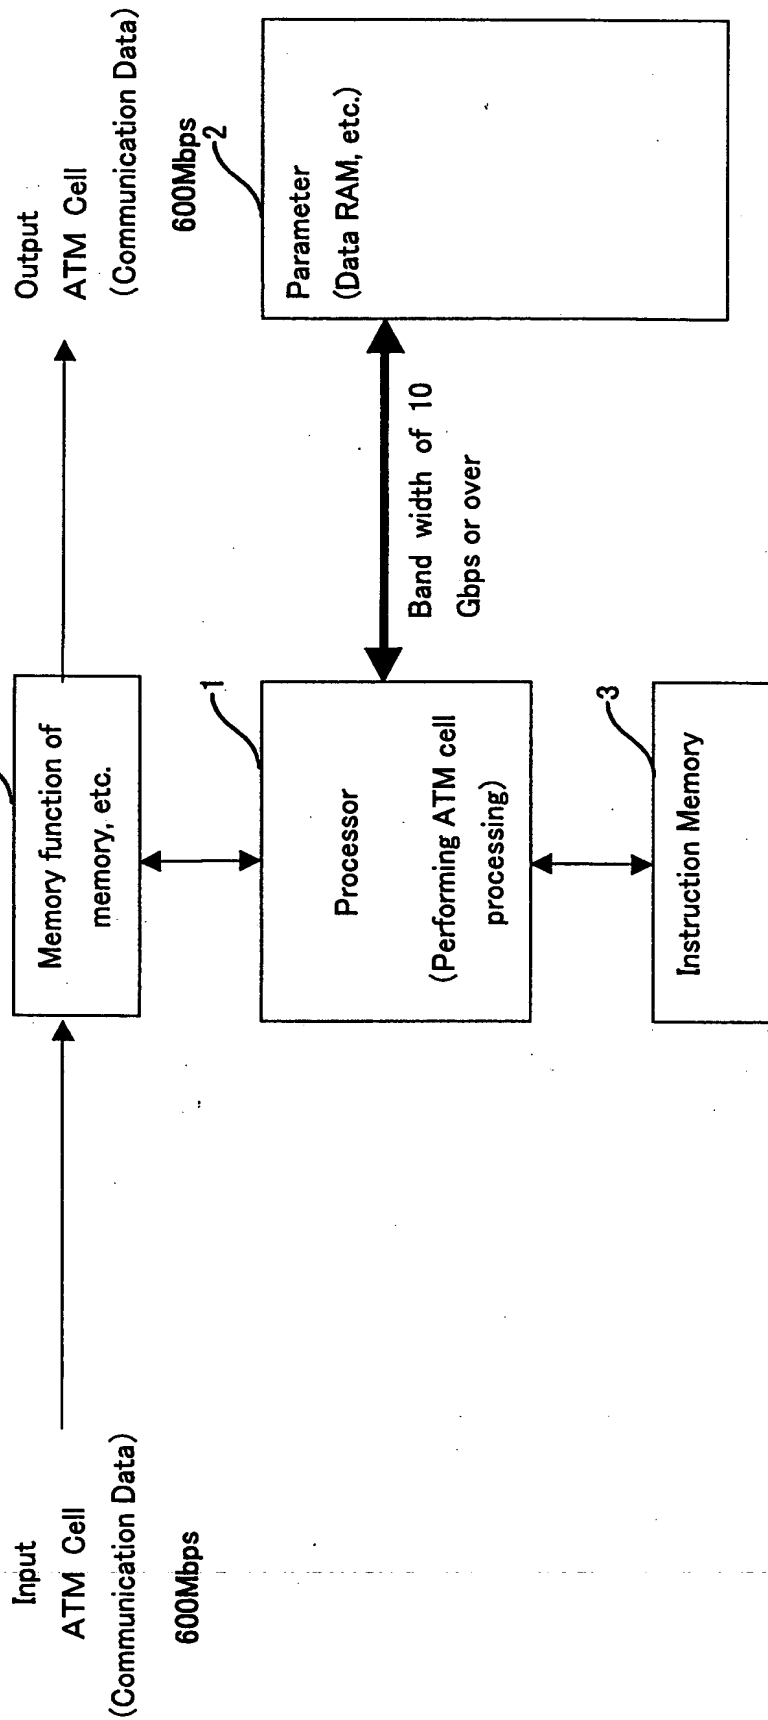 Input
ATM Cell
(Communication Data)
600Mbps
Memory function of
memory, etc.
Output
ATM Cell
(Communication Data)
600Mbps
1
Processor
(Performing ATM cell
processing)
Band width of 10
Gbps or over
2
Parameter
(Data RAM, etc.)
3
Instruction Memory